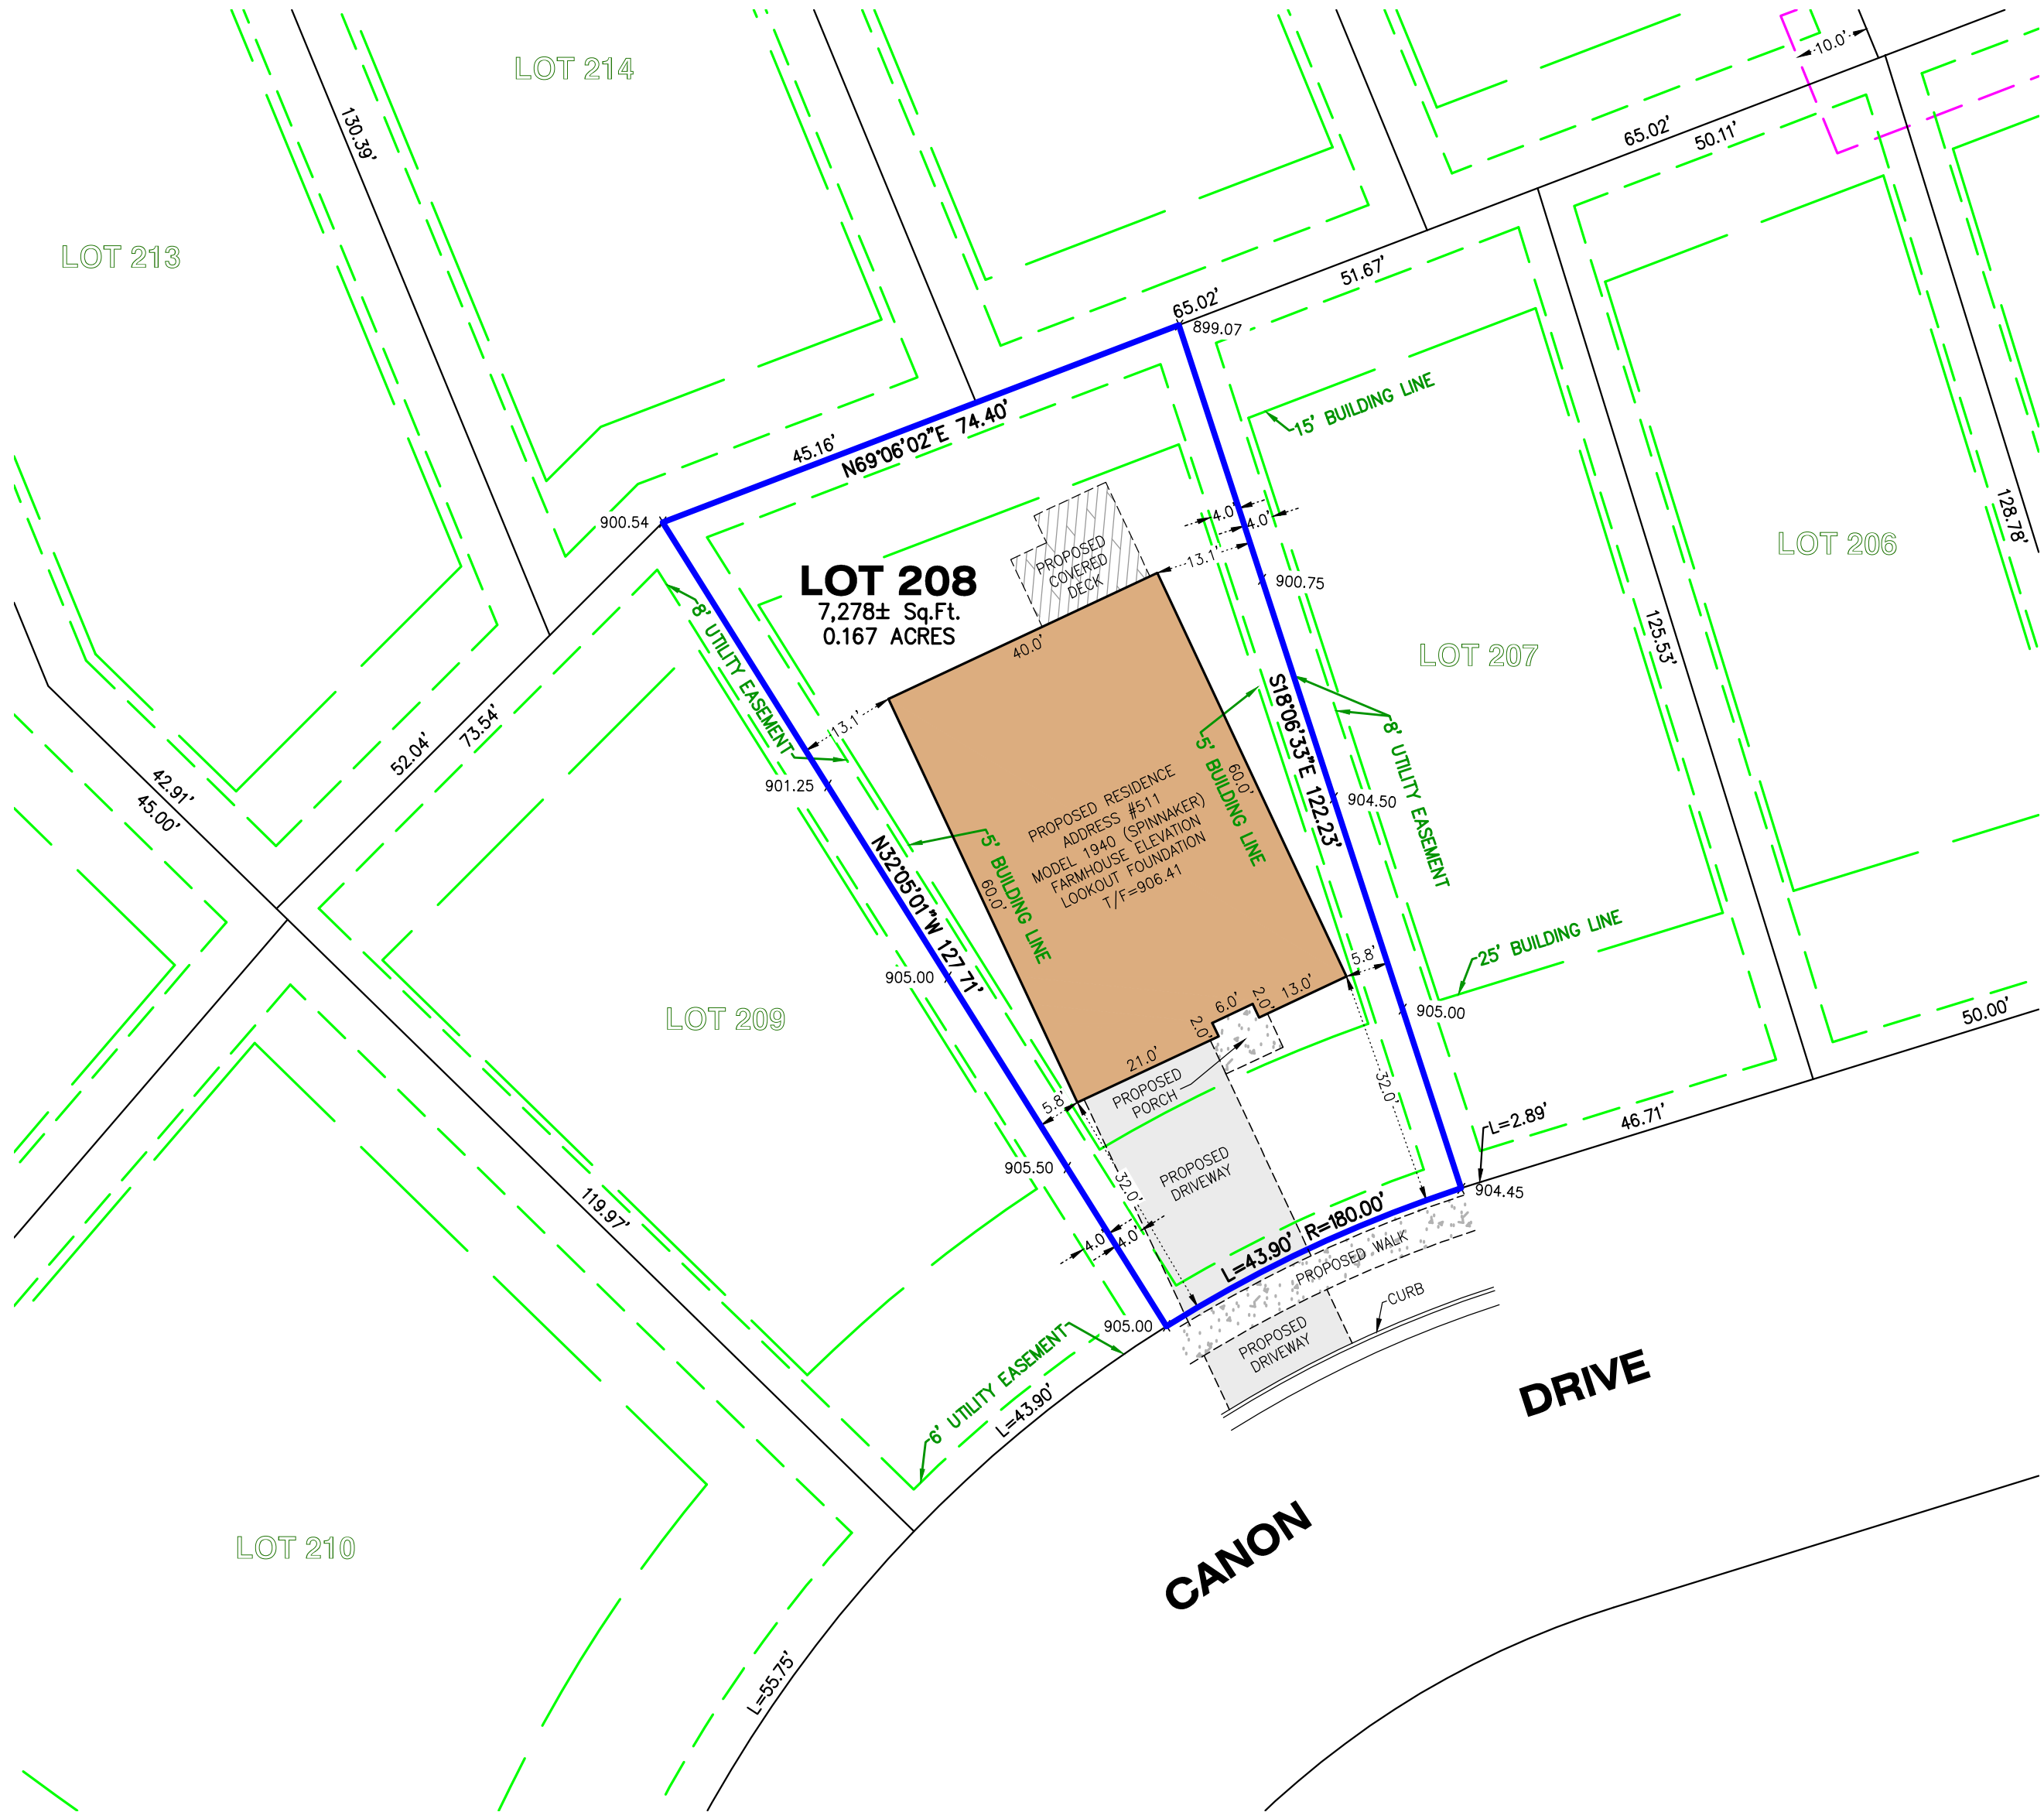 LOT 214
10.0'
130.39'
65.02'
50.11'
LOT 213
51.67'
65.02'
899.07
15' BUILDING LINE
45.16'
N69°06'02"E 74.40'
900.54
4.0'
4.0'
128.78'
LOT 206
PROPOSED
COVERED
DECK
13.1'
LOT 208
7,278± Sq.Ft.
0.167 ACRES
900.75
8' UTILITY EASEMENT
40.0'
125.53'
LOT 207
13.1'
S18°06'33"E 122.23'
73.54'
52.04'
5' BUILDING LINE
8' UTILITY EASEMENT
42.91'
45.00'
901.25
60.0'
904.50
PROPOSED RESIDENCE
ADDRESS #511
MODEL 1940 (SPINNAKER)
FARMHOUSE ELEVATION
LOOKOUT FOUNDATION
T/F=906.41
N32°05'01"W 127.71'
5' BUILDING LINE
60.0'
25' BUILDING LINE
905.00
5.8'
13.0'
2.0'
6.0'
2.0'
905.00
50.00'
LOT 209
21.0'
PROPOSED
PORCH
32.0'
5.8'
L=2.89'
46.71'
905.50
PROPOSED
DRIVEWAY
32.0'
904.45
119.97'
4.0'
4.0'
L=43.90' R=180.00'
PROPOSED WALK
CURB
905.00
PROPOSED
DRIVEWAY
6' UTILITY EASEMENT
L=43.90'
CANON DRIVE
LOT 210
L=55.75'